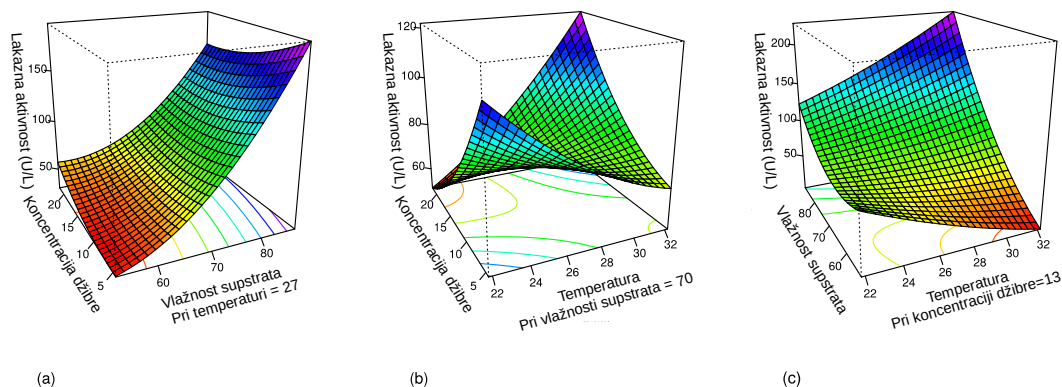 Lakazna aktivnost (U/L)
150
100
50
20
15
10
5
Koncentracija džibre
60
70
80
Vlažnost supstrata
Pri temperaturi = 27
(a)
Lakazna aktivnost (U/L)
120
100
80
60
20
15
10
5
Koncentracija džibre
22
24
26
28
30
32
Temperatura
Pri vlažnosti supstrata = 70
(b)
Lakazna aktivnost (U/L)
200
150
100
50
80
70
60
Vlažnost supstrata
22
24
26
28
30
32
Temperatura
Pri koncentraciji džibre=13
(c)